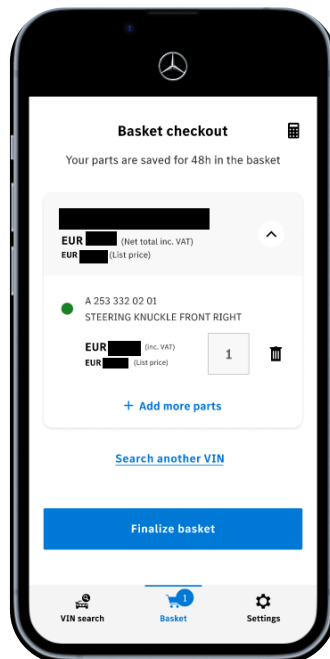 Basket checkout
Your parts are saved for 48h in the basket
EUR (Net total inc. VAT)
EUR (List price)
A 253 332 02 01
STEERING KNUCKLE FRONT RIGHT
EUR (inc. VAT)
EUR (List price)
1
+ Add more parts
Search another VIN
Finalize basket
1
VIN search
Basket
Settings